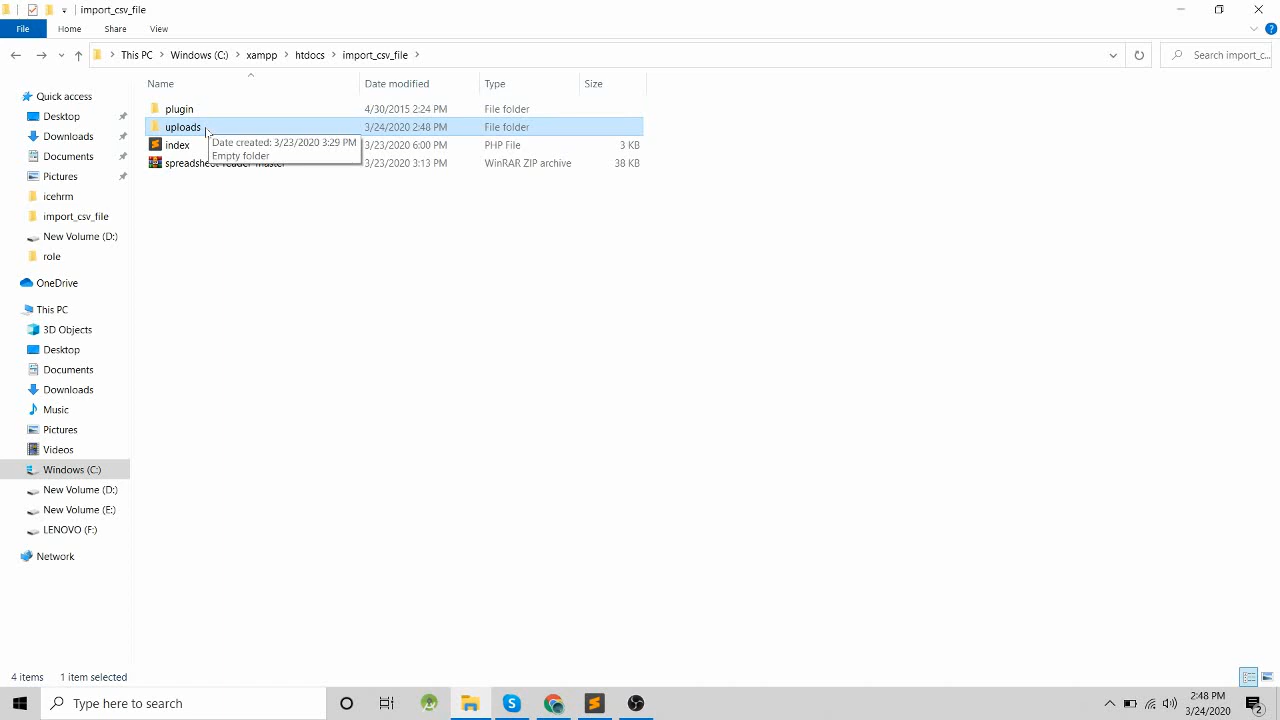 import_csv_file
File Home Share View
This PC Windows (C:) xampp htdocs import_csv_file
Search import_c...
Name Date modified Type Size
plugin 4/30/2015 2:24 PM File folder
uploads 3/24/2020 2:48 PM File folder
index 3/23/2020 6:00 PM PHP File 3 KB
spreadsheet-reader-master 3/23/2020 3:13 PM WinRAR ZIP archive 38 KB
Date created: 3/23/2020 3:29 PM
Empty folder
Quick access
Desktop
Downloads
Documents
Pictures
icehrm
import_csv_file
New Volume (D:)
role
OneDrive
This PC
3D Objects
Desktop
Documents
Downloads
Music
Pictures
Videos
Windows (C:)
New Volume (D:)
New Volume (E:)
LENOVO (F:)
Network
4 items 1 item selected
Type here to search
2:48 PM
3/24/2020
2